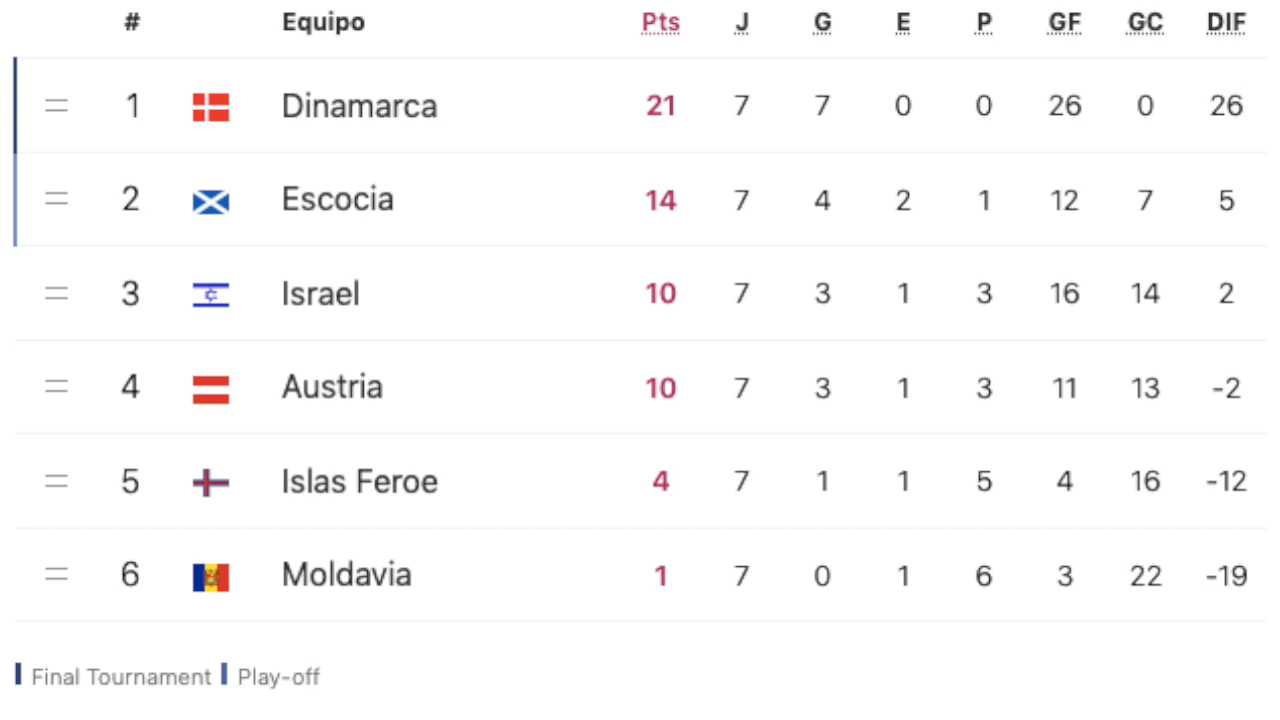 # Equipo Pts J G E P GF GC DIF
1 Dinamarca 21 7 7 0 0 26 0 26
2 Escocia 14 7 4 2 1 12 7 5
3 Israel 10 7 3 1 3 16 14 2
4 Austria 10 7 3 1 3 11 13 -2
5 Islas Feroe 4 7 1 1 5 4 16 -12
6 Moldavia 1 7 0 1 6 3 22 -19
Final Tournament Play-off